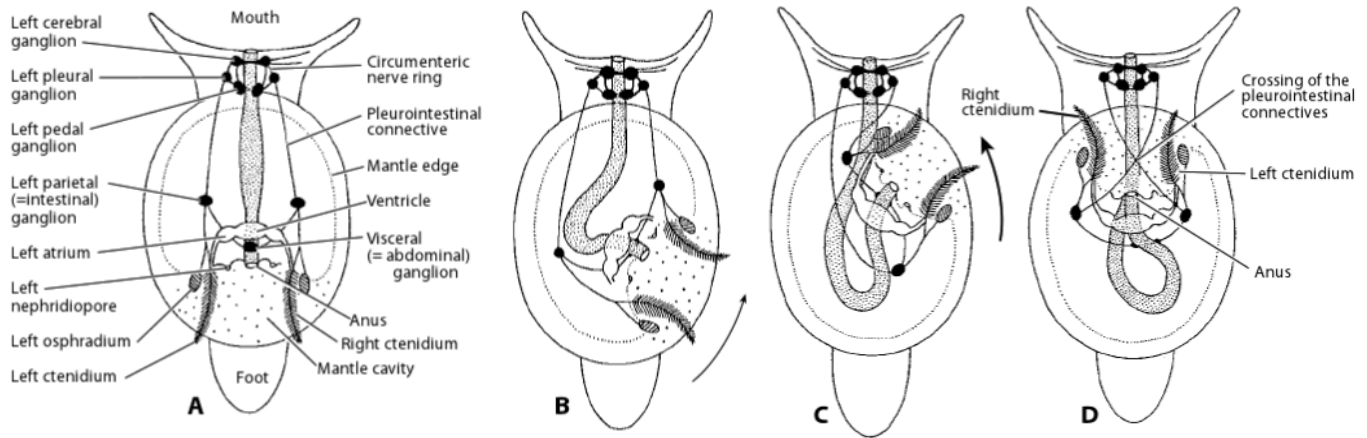 Left cerebral
ganglion
Left pleural
ganglion
Left pedal
ganglion
Left parietal
(=intestinal)
ganglion
Left atrium
Left
nephridiopore
Left osphradium
Left ctenidium
Mouth
Circumenteric
nerve ring
Pleurointestinal
connective
Mantle edge
Ventricle
Visceral
(= abdominal)
ganglion
Anus
Right ctenidium
Mantle cavity
Foot
A
B
C
Right
ctenidium
Crossing of the
pleurointestinal
connectives
Left ctenidium
Anus
D